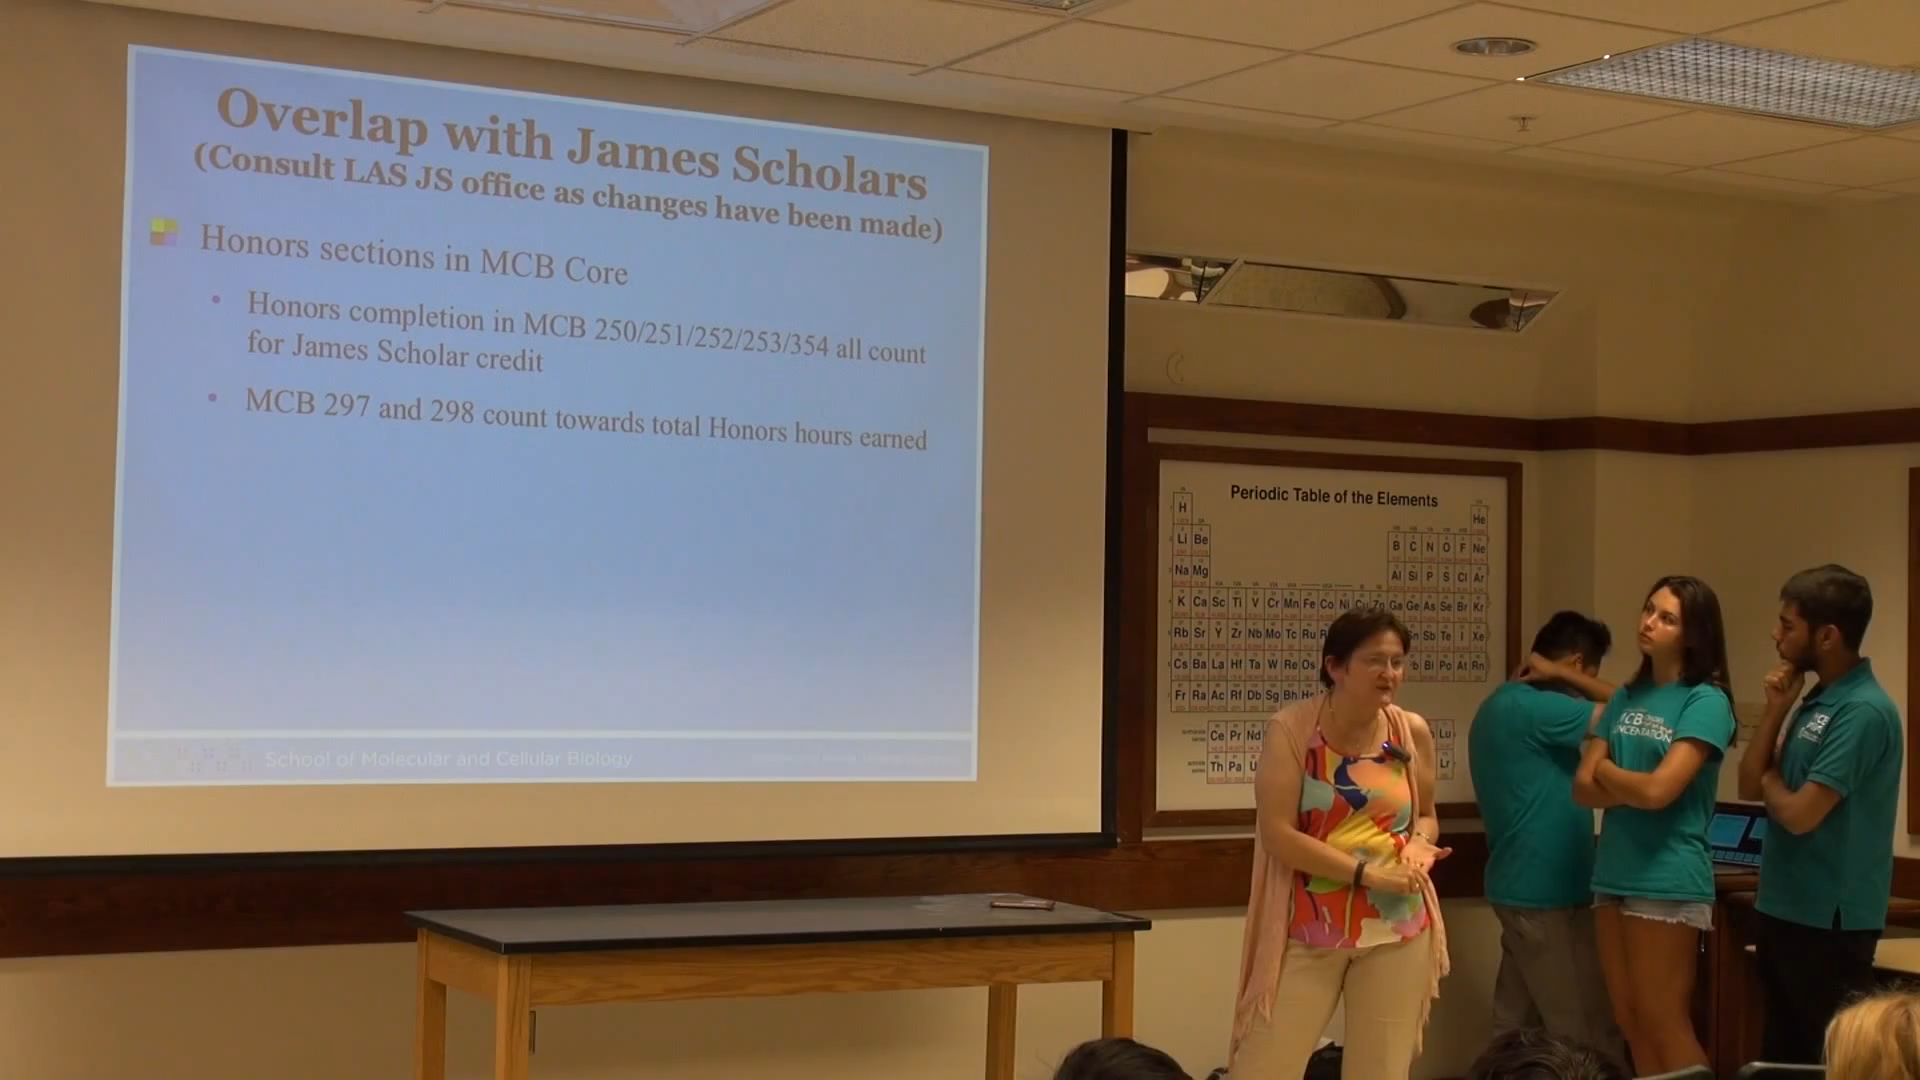 Overlap with James Scholars
(Consult LAS JS office as changes have been made)
Honors sections in MCB Core
• Honors completion in MCB 250/251/252/253/354 all count
for James Scholar credit
• MCB 297 and 298 count towards total Honors hours earned
School of Molecular and Cellular Biology
Periodic Table of the Elements
H He
Li Be B C N O F Ne
Na Mg Al Si P S Cl Ar
K Ca Sc Ti V Cr Mn Fe Co Ni Cu Zn Ga Ge As Se Br Kr
Rb Sr Y Zr Nb Mo Tc Ru Sn Sb Te I Xe
Cs Ba La Hf Ta W Re Os Bi Po At Rn
Fr Ra Ac Rf Db Sg Bh Hs
Ce Pr Nd Lu
Th Pa U Lr
MCB